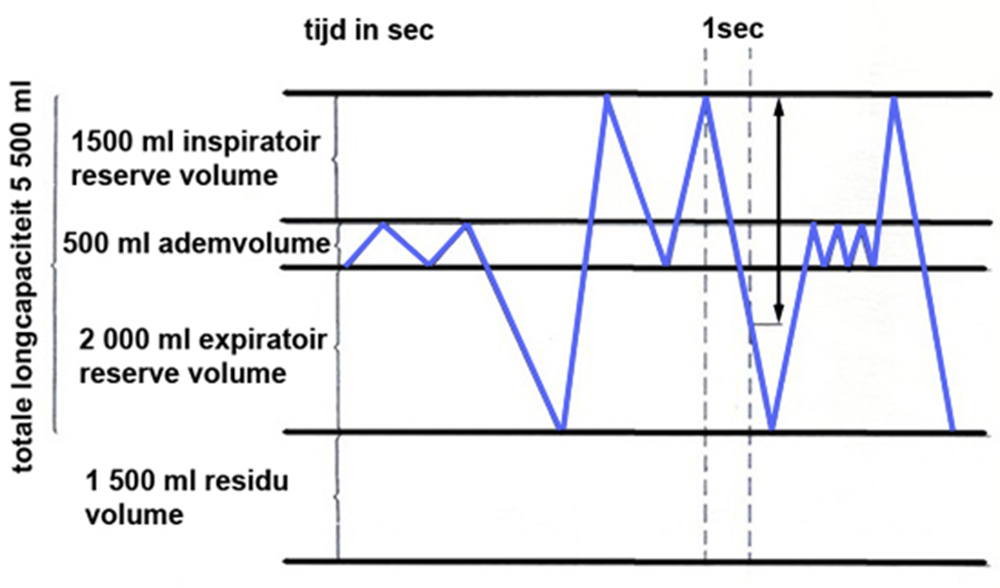 tijd in sec
1sec
totale longcapaciteit 5 500 ml
1500 ml inspiratoir
reserve volume
500 ml ademvolume
2 000 ml expiratoir
reserve volume
1 500 ml residu
volume